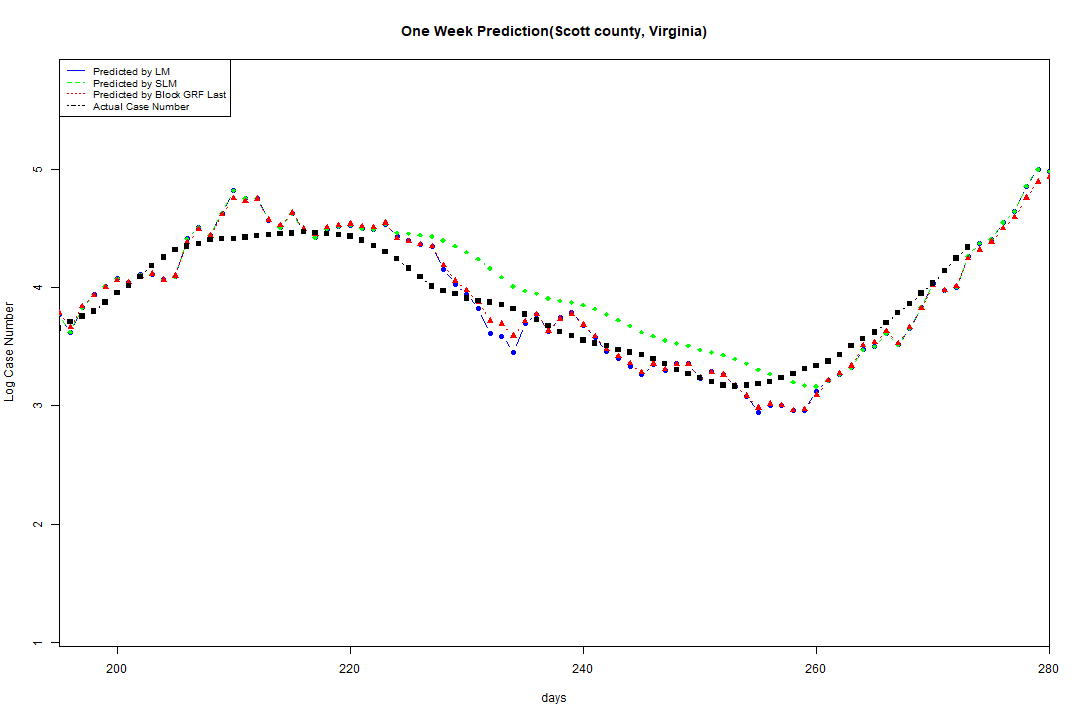 One Week Prediction(Scott county, Virginia)
Predicted by LM
Predicted by SLM
Predicted by Block GRF Last
Actual Case Number
5
4
3
2
1
Log Case Number
200 220 240 260 280
days